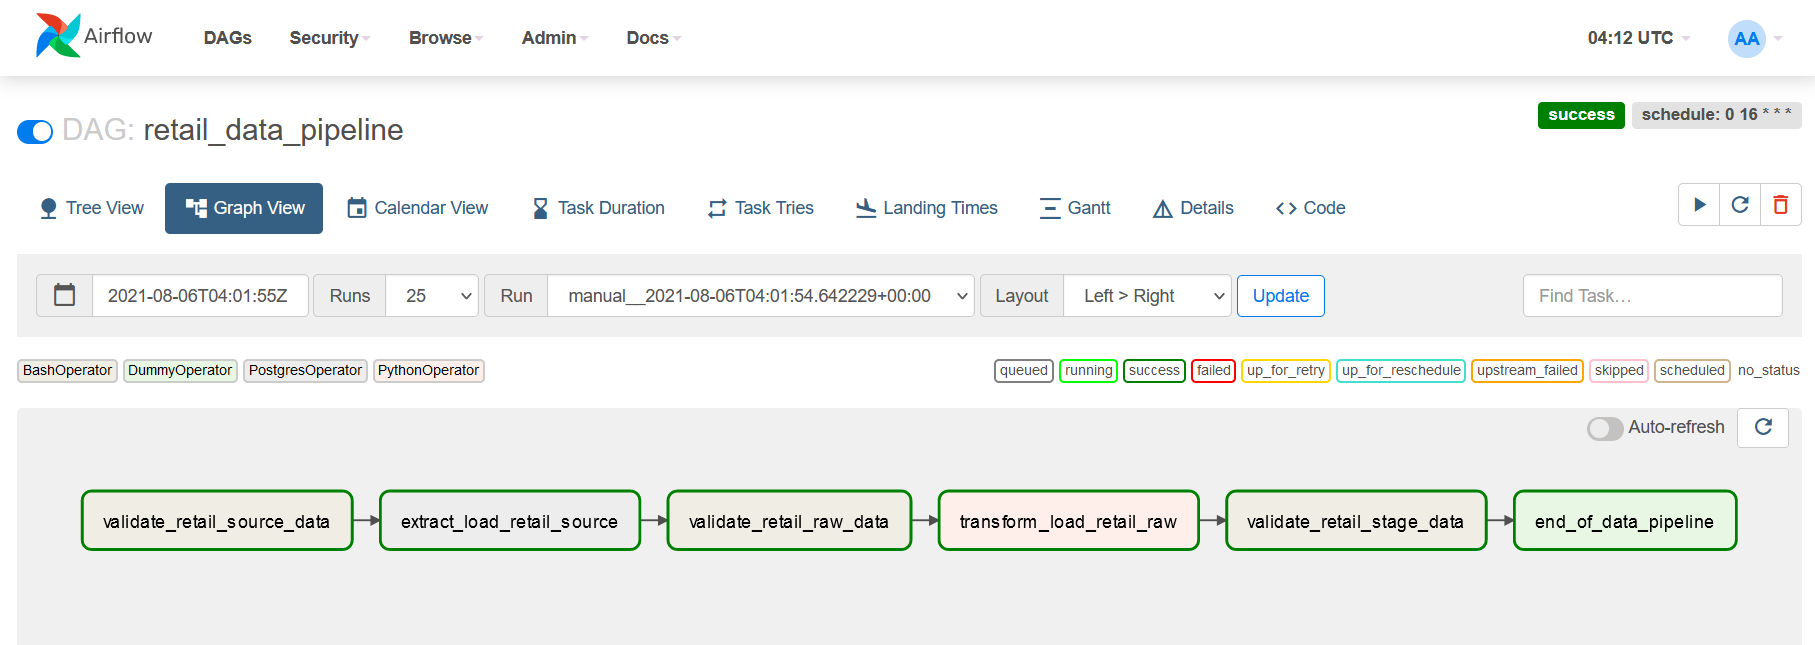 Airflow DAGs Security Browse Admin Docs 04:12 UTC AA
success schedule: 0 16 * * *
DAG: retail_data_pipeline
Tree View Graph View Calendar View Task Duration Task Tries Landing Times Gantt Details Code
2021-08-06T04:01:55Z Runs 25 Run manual__2021-08-06T04:01:54.642229+00:00 Layout Left > Right Update Find Task…
BashOperator DummyOperator PostgresOperator PythonOperator queued running success failed up_for_retry up_for_reschedule upstream_failed skipped scheduled no_status
Auto-refresh
validate_retail_source_data extract_load_retail_source validate_retail_raw_data transform_load_retail_raw validate_retail_stage_data end_of_data_pipeline